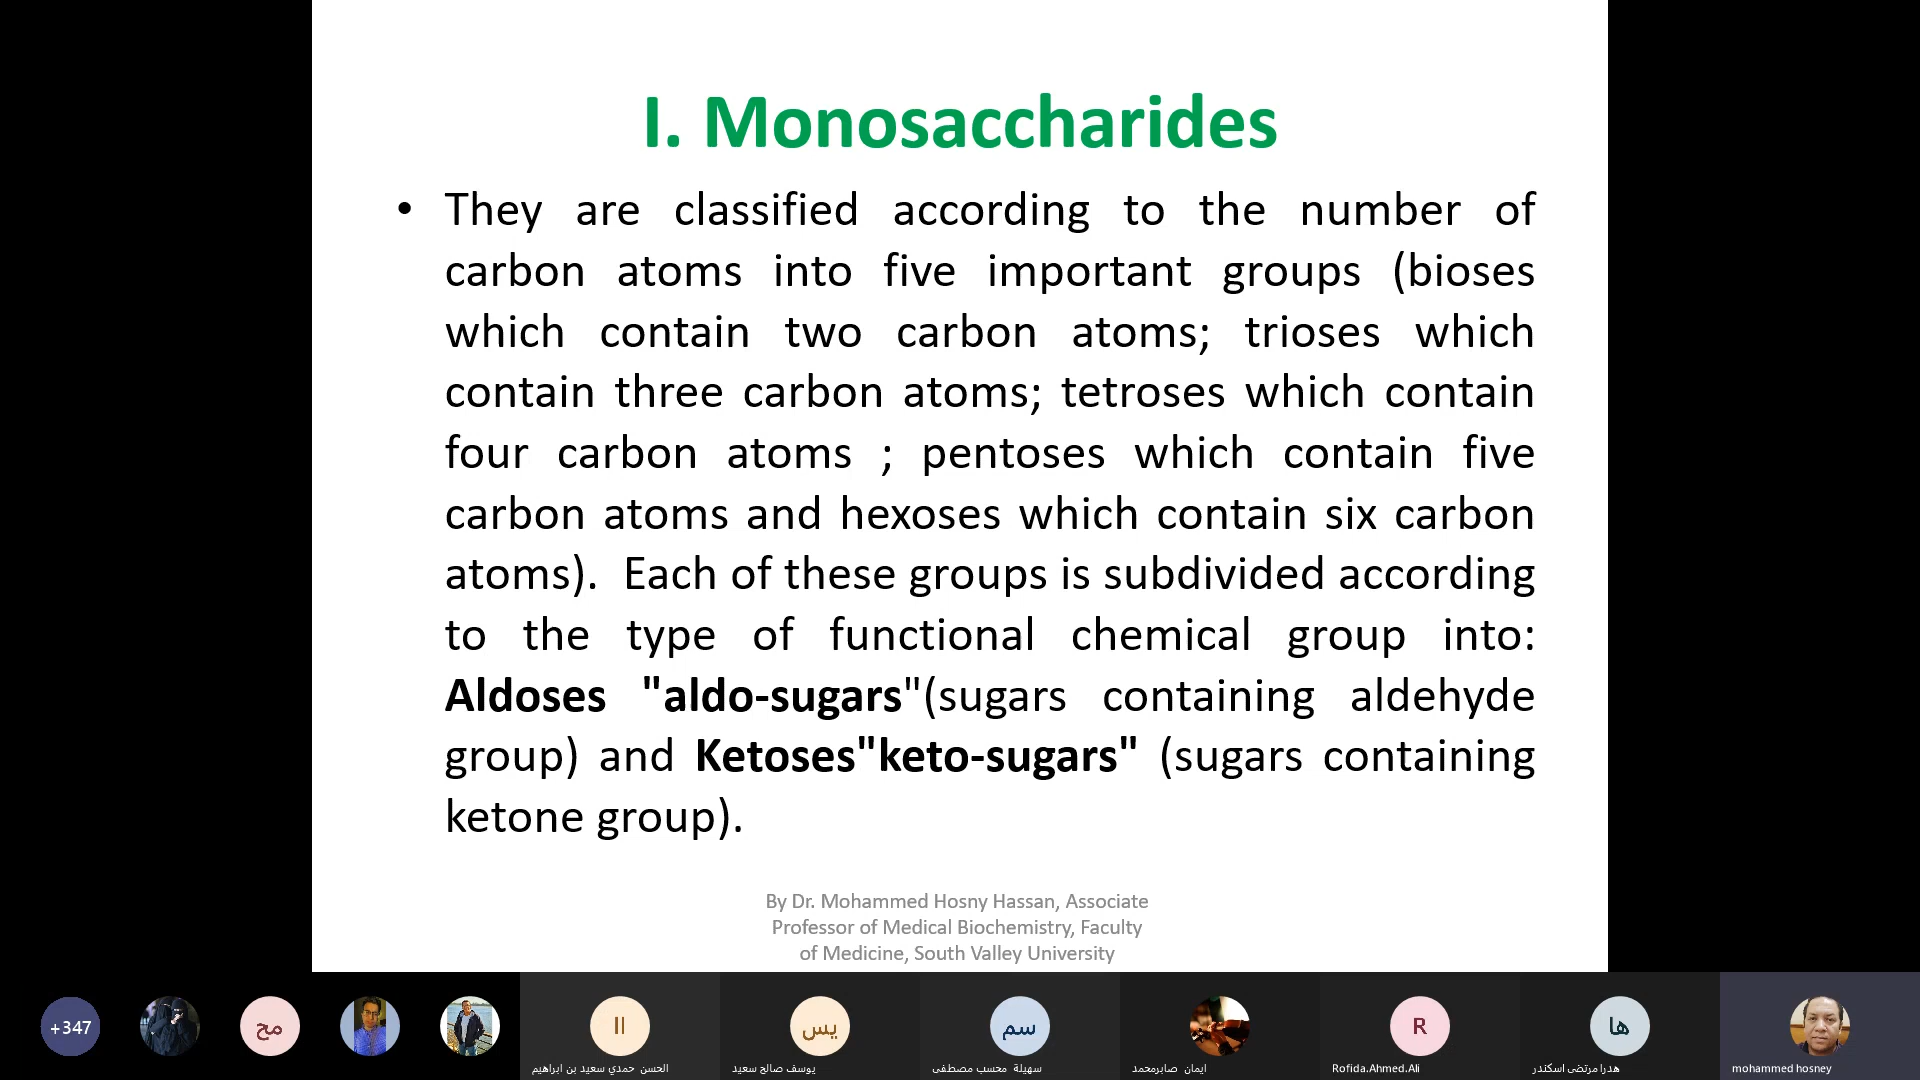 I. Monosaccharides
• They are classified according to the number of
carbon atoms into five important groups (bioses
which contain two carbon atoms; trioses which
contain three carbon atoms; tetroses which contain
four carbon atoms ; pentoses which contain five
carbon atoms and hexoses which contain six carbon
atoms). Each of these groups is subdivided according
to the type of functional chemical group into:
Aldoses "aldo-sugars"(sugars containing aldehyde
group) and Ketoses"keto-sugars" (sugars containing
ketone group).
By Dr. Mohammed Hosny Hassan, Associate
Professor of Medical Biochemistry, Faculty
of Medicine, South Valley University
+347
مح
اا
يس
سم
R
ها
الحسن حمدي سعيد بن ابراهيم
يوسف صالح سعيد
سهيلة محسب مصطفى
ايمان صابرمحمد
Rofida.Ahmed.Ali
هدرا مرتضى اسكندر
mohammed hosney